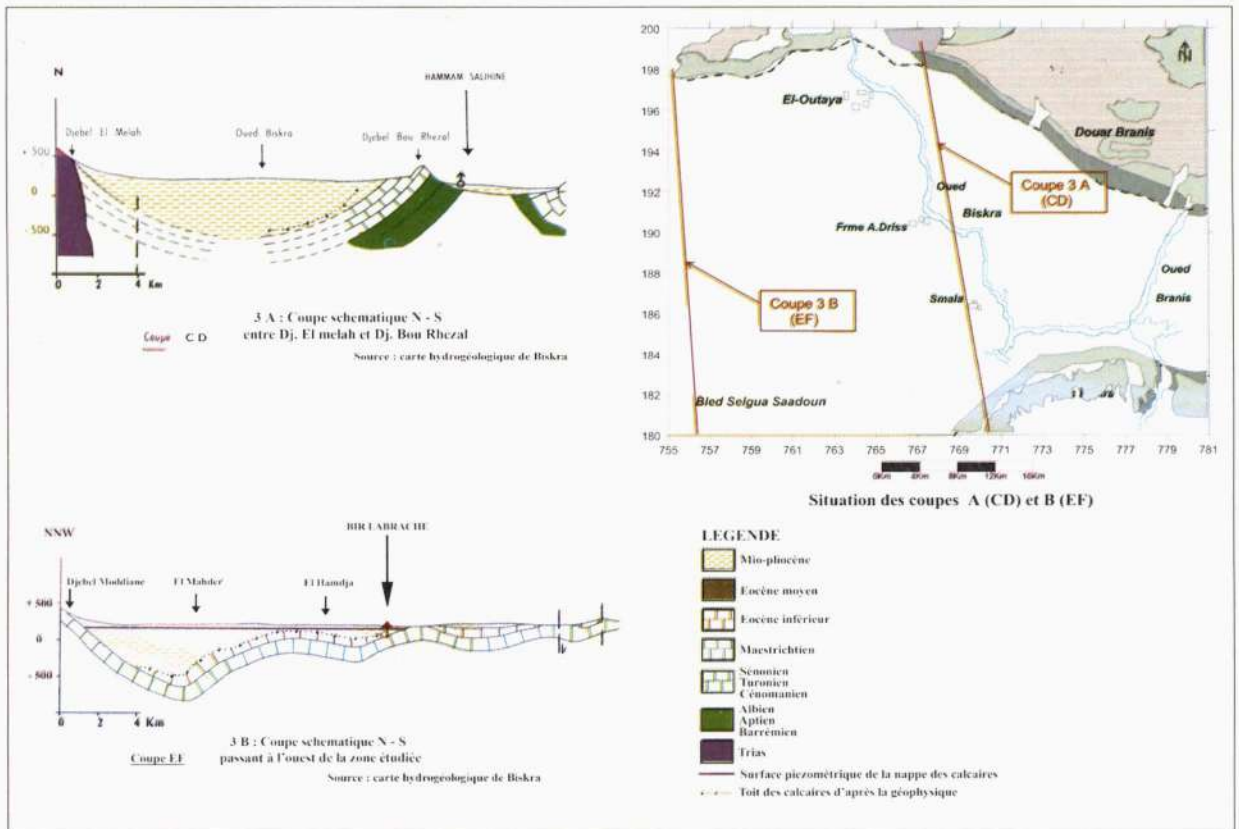 N
HAMMAM SALIHINE
Djebel El Melah
Oued Biskra
Djebel Bou Rhezal
+ 500
0
- 500
0 2 4 Km
3 A : Coupe schematique N - S
entre Dj. El melah et Dj. Bou Rhezal
Coupe C D
Source : carte hydrogéologique de Biskra
200
198
196
194
192
190
188
186
184
182
180
N
El-Outaya
Douar Branis
Coupe 3 A
(CD)
Oued
Biskra
Frme A.Driss
Oued
Branis
Coupe 3 B
(EF)
Smala
Bled Selgua Saadoun
755 757 759 761 763 765 767 769 771 773 775 777 779 781
0Km 4Km 8Km 12Km 16Km
Situation des coupes A (CD) et B (EF)
NNW
BIR LABRACHE
Djebel Moddiane
El Mahder
El Hamdja
+ 500
0
- 500
0 2 4 Km
3 B : Coupe schematique N - S
passant à l'ouest de la zone étudiée
Coupe EF
Source : carte hydrogéologique de Biskra
LEGENDE
Mio-pliocène
Eocène moyen
Eocène inférieur
Maestrichtien
Sénonien
Turonien
Cénomanien
Albien
Aptien
Barrémien
Trias
Surface piezométrique de la nappe des calcaires
Toit des calcaires d'après la géophysique